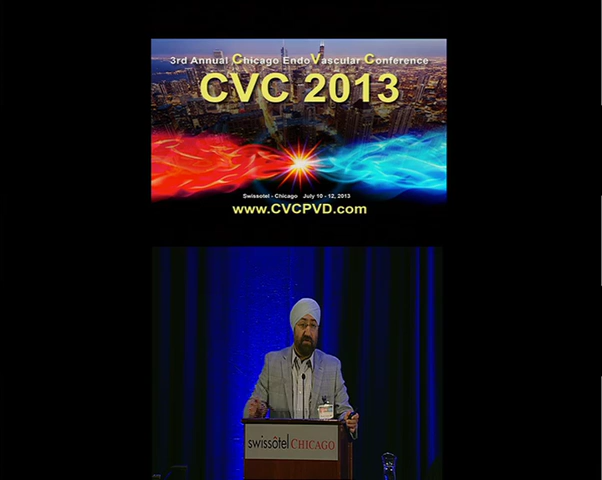 3rd Annual Chicago EndoVascular Conference
CVC 2013
Swissotel - Chicago   July 10 - 12, 2013
www.CVCPVD.com
swissôtel CHICAGO